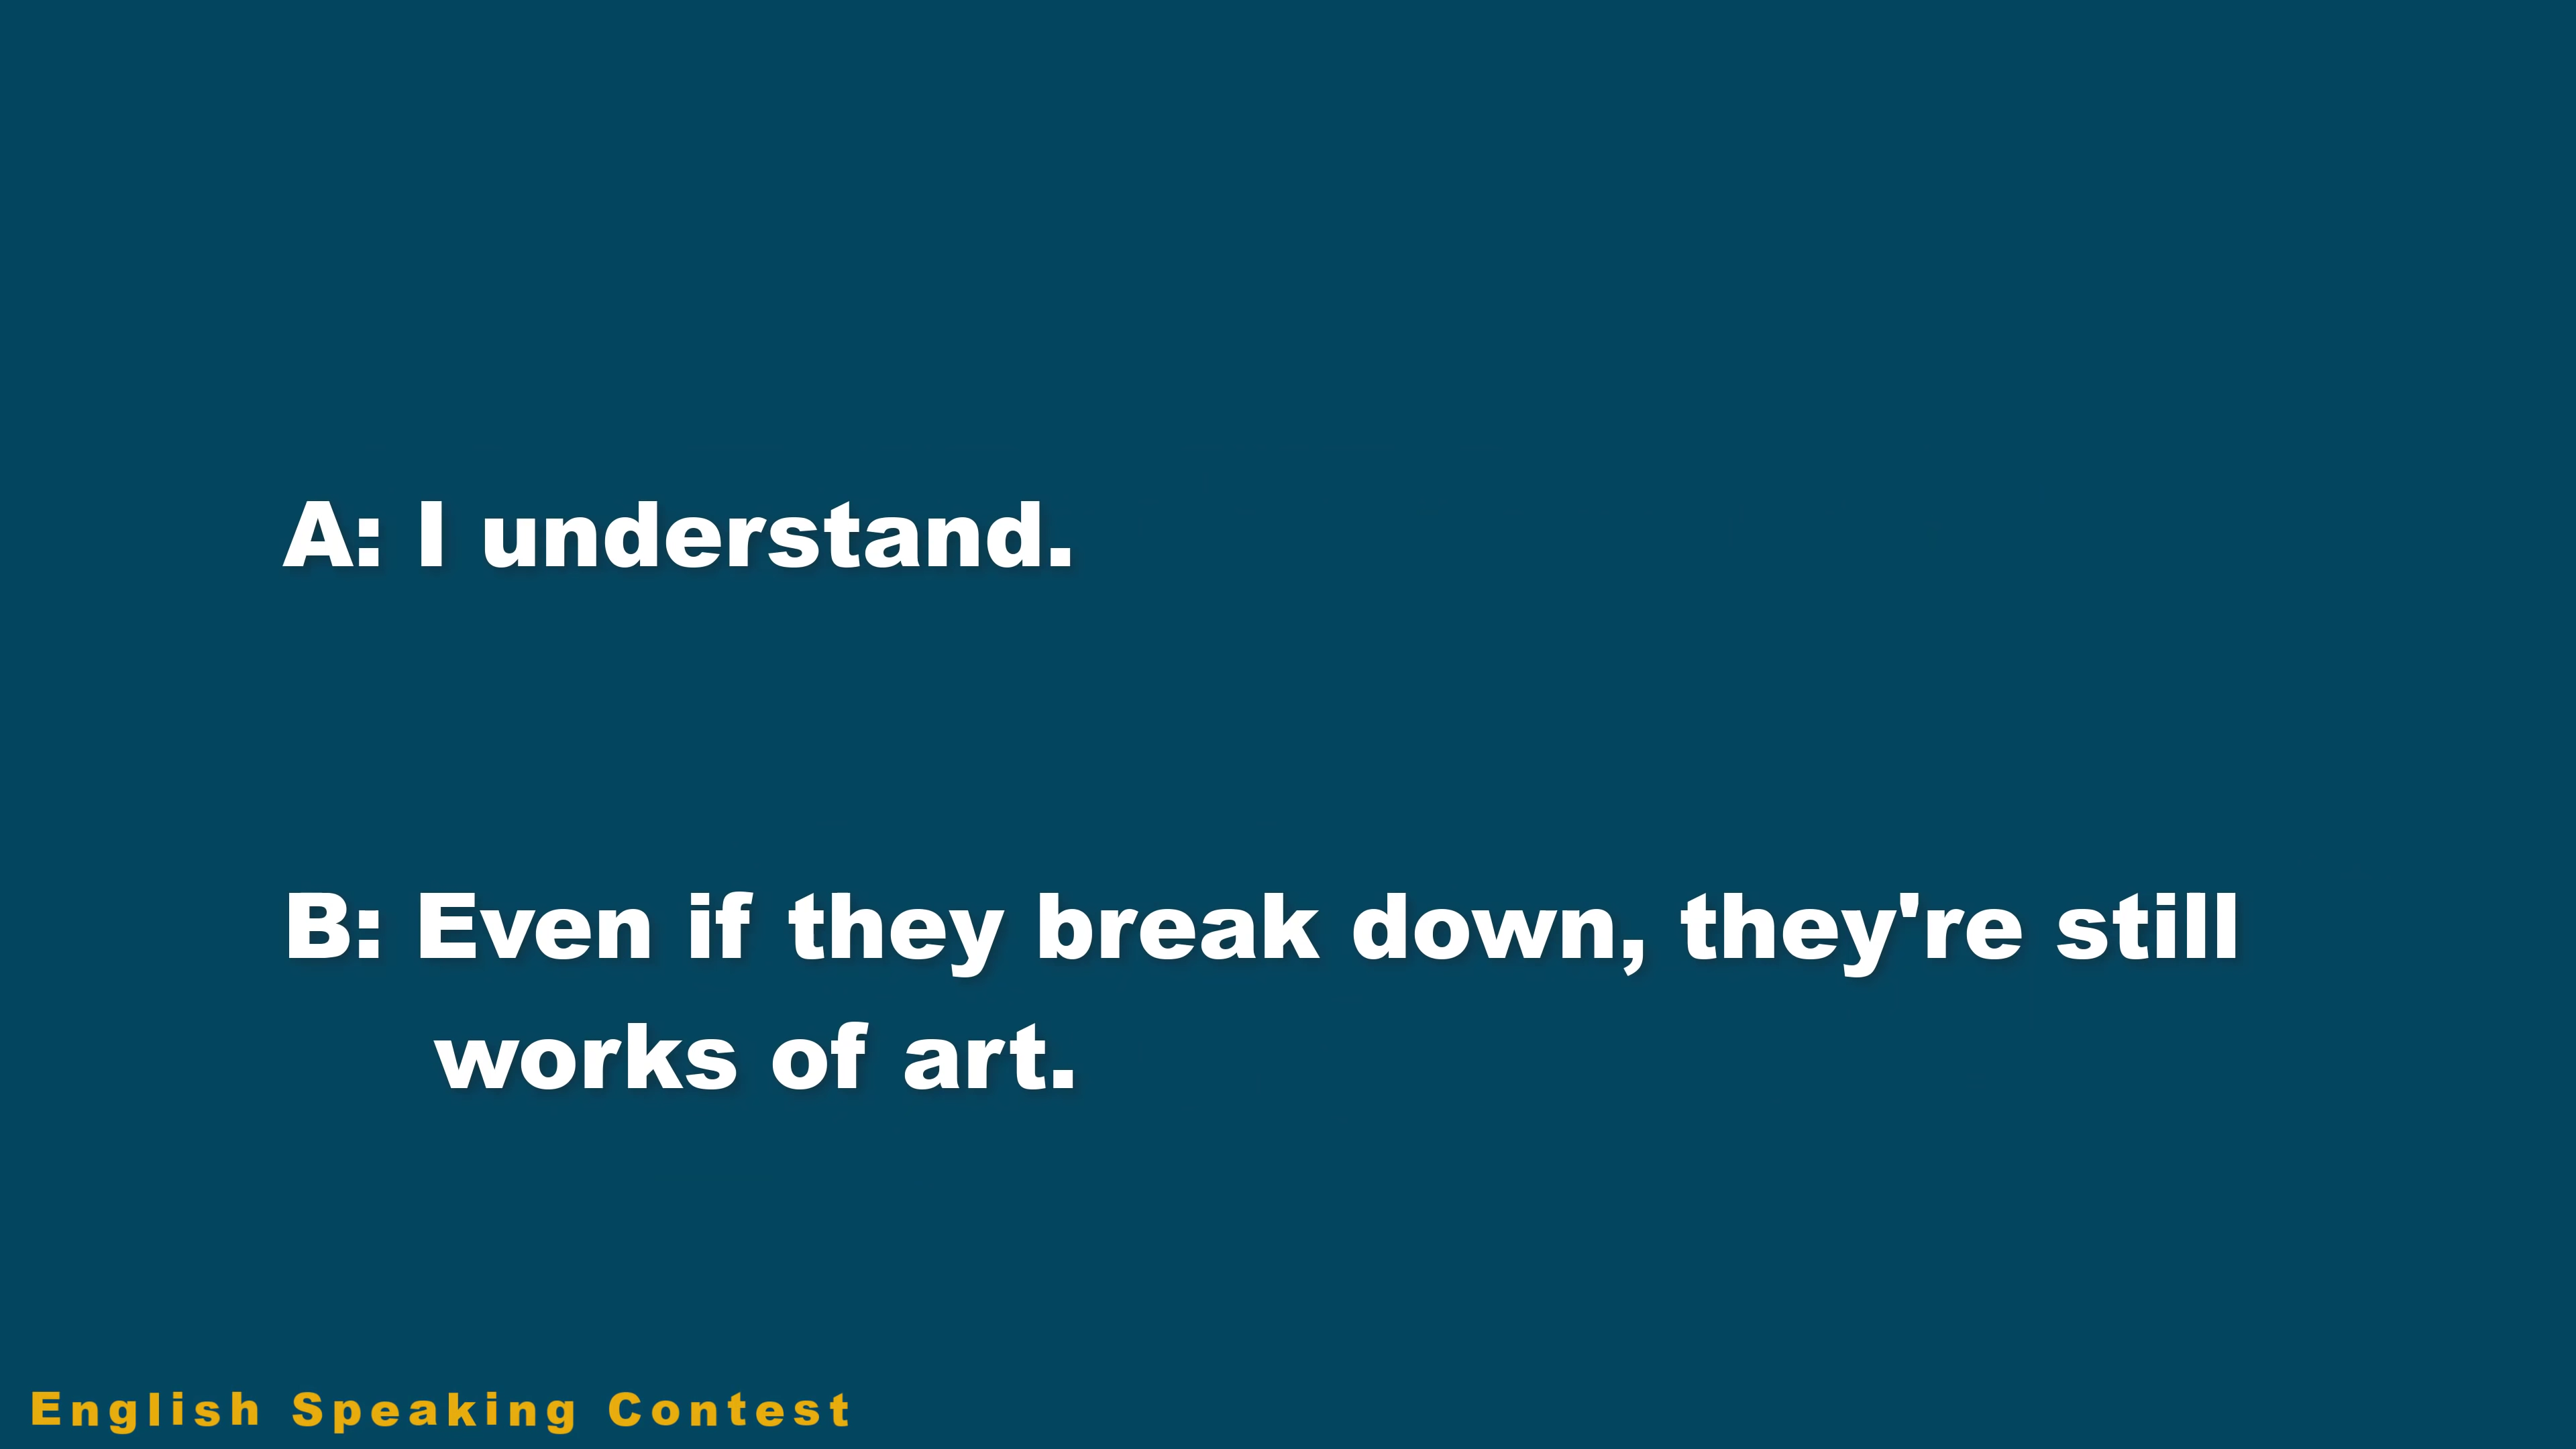 A: I understand.
B: Even if they break down, they're still
works of art.
English Speaking Contest